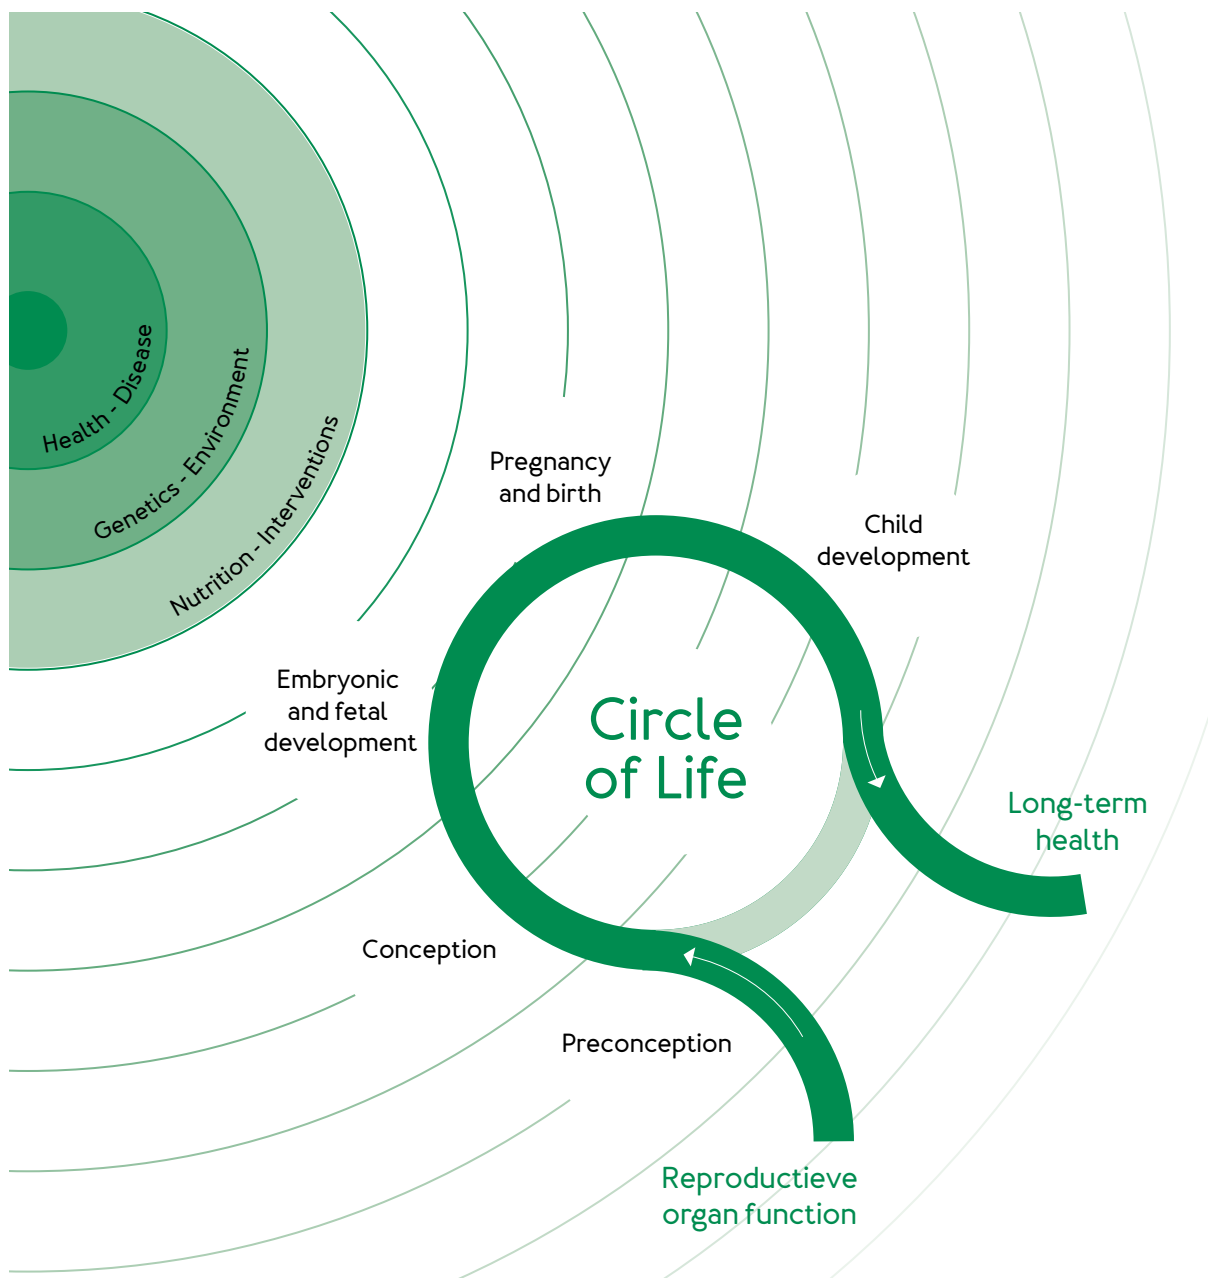 Health - Disease
Genetics - Environment
Nutrition - Interventions
Pregnancy
and birth
Child
development
Embryonic
and fetal
development
Circle
of Life
Long-term
health
Conception
Preconception
Reproductieve
organ function